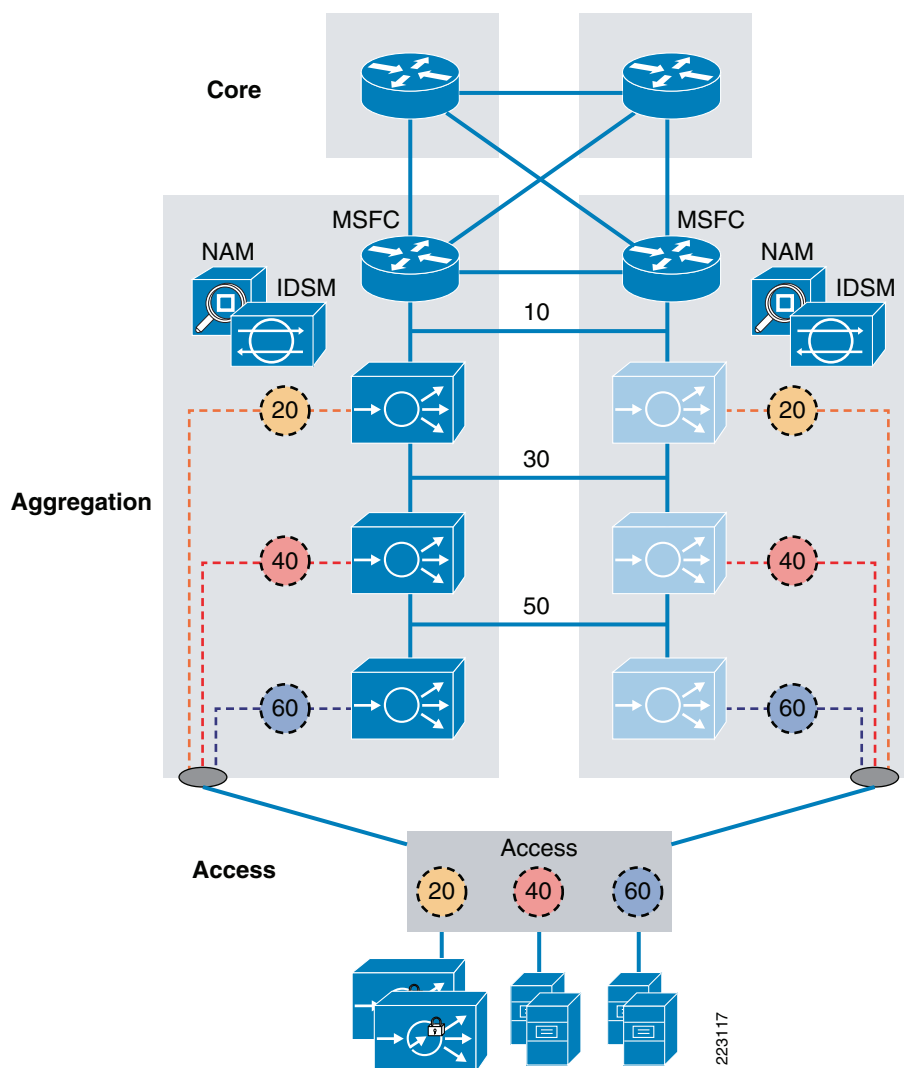 Core
MSFC
MSFC
NAM
IDSM
NAM
IDSM
10
20
20
30
Aggregation
40
40
50
60
60
Access
Access
20
40
60
223117